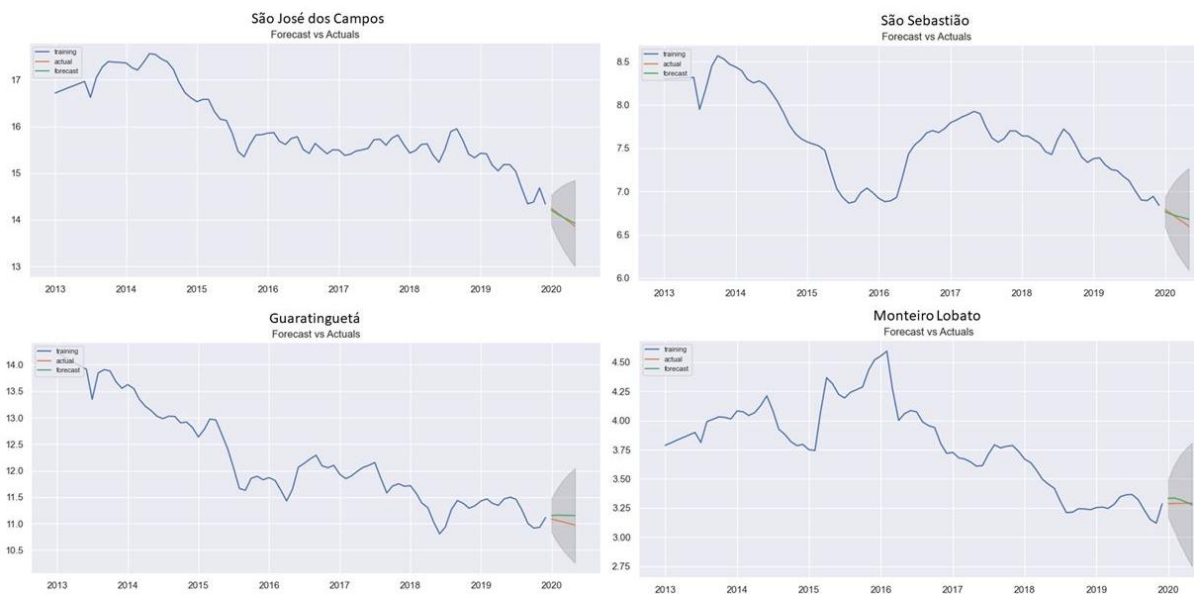 São José dos Campos
Forecast vs Actuals
training
actual
forecast
17
16
15
14
13
2013 2014 2015 2016 2017 2018 2019 2020
São Sebastião
Forecast vs Actuals
training
actual
forecast
8.5
8.0
7.5
7.0
6.5
6.0
2013 2014 2015 2016 2017 2018 2019 2020
Guaratinguetá
Forecast vs Actuals
training
actual
forecast
14.0
13.5
13.0
12.5
12.0
11.5
11.0
10.5
2013 2014 2015 2016 2017 2018 2019 2020
Monteiro Lobato
Forecast vs Actuals
training
actual
forecast
4.50
4.25
4.00
3.75
3.50
3.25
3.00
2.75
2013 2014 2015 2016 2017 2018 2019 2020